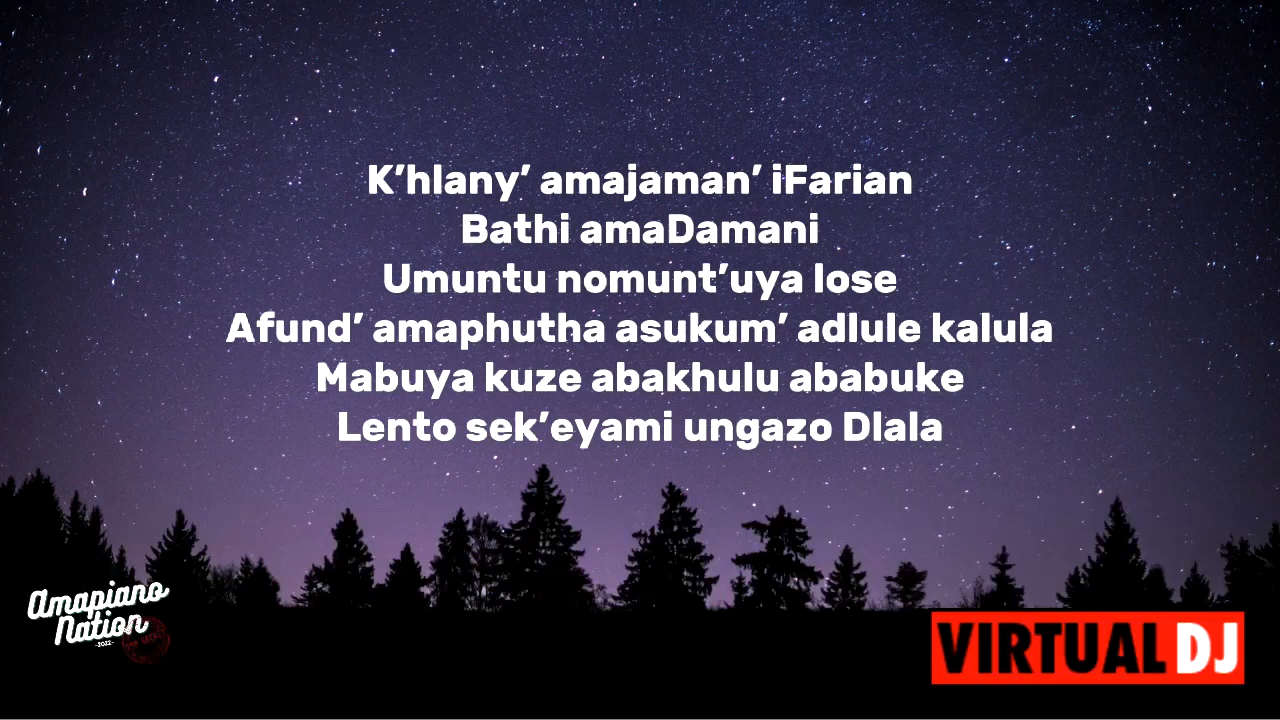 K’hlany’ amajaman’ iFarian
Bathi amaDamani
Umuntu nomunt’uya lose
Afund’ amaphutha asukum’ adlule kalula
Mabuya kuze abakhulu ababuke
Lento sek’eyami ungazo Dlala
Amapiano
Nation
-2022-
VIRTUAL DJ